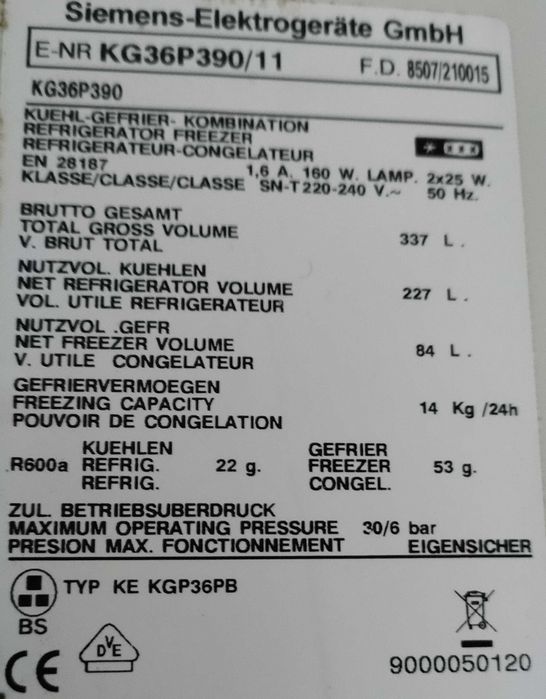 Siemens-Elektrogeräte GmbH
E-NR KG36P390/11 F.D. 8507/210015
KG36P390
KUEHL-GEFRIER- KOMBINATION
REFRIGERATOR FREEZER
REFRIGERATEUR-CONGELATEUR
EN 28187 1,6 A. 160 W. LAMP. 2x25 W.
KLASSE/CLASSE/CLASSE SN-T 220-240 V.~ 50 Hz.
BRUTTO GESAMT
TOTAL GROSS VOLUME 337 L.
V. BRUT TOTAL
NUTZVOL. KUEHLEN
NET REFRIGERATOR VOLUME 227 L.
VOL. UTILE REFRIGERATEUR
NUTZVOL .GEFR
NET FREEZER VOLUME 84 L.
V. UTILE CONGELATEUR
GEFRIERVERMOEGEN
FREEZING CAPACITY 14 Kg /24h
POUVOIR DE CONGELATION
KUEHLEN GEFRIER
R600a REFRIG. 22 g. FREEZER 53 g.
REFRIG. CONGEL.
ZUL. BETRIEBSUBERDRUCK
MAXIMUM OPERATING PRESSURE 30/6 bar
PRESION MAX. FONCTIONNEMENT EIGENSICHER
TYP KE KGP36PB
BS
DVE
CE 9000050120